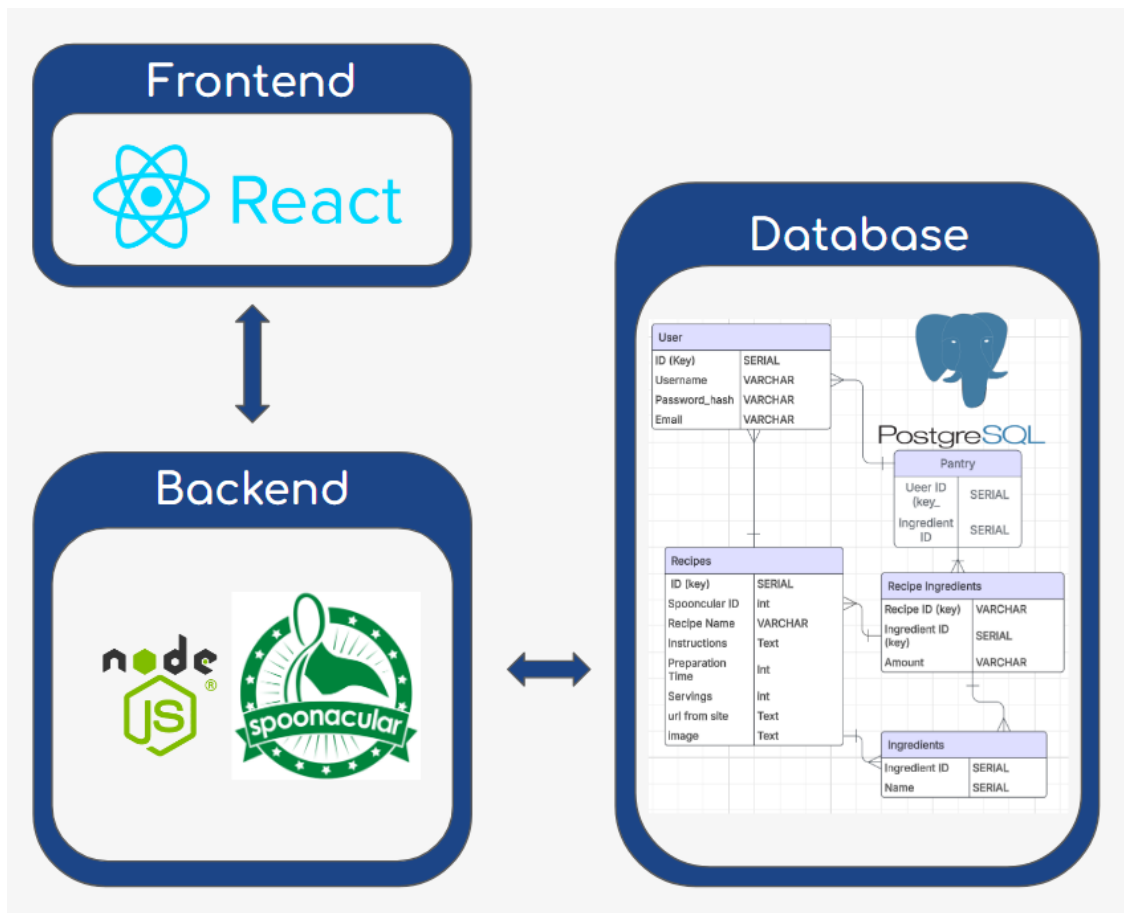 Frontend
React
Backend
node
JS
®
spoonacular
Database
PostgreSQL
User
ID (Key) SERIAL
Username VARCHAR
Password_hash VARCHAR
Email VARCHAR
Pantry
Ueer ID
(key_ SERIAL
Ingredient
ID SERIAL
Recipes
ID (key) SERIAL
Spooncular ID int
Recipe Name VARCHAR
Instructions Text
Preparation
Time Int
Servings Int
url from site Text
image Text
Recipe Ingredients
Recipe ID (key) VARCHAR
Ingredient ID
(key) SERIAL
Amount VARCHAR
Ingredients
Ingredient ID SERIAL
Name SERIAL